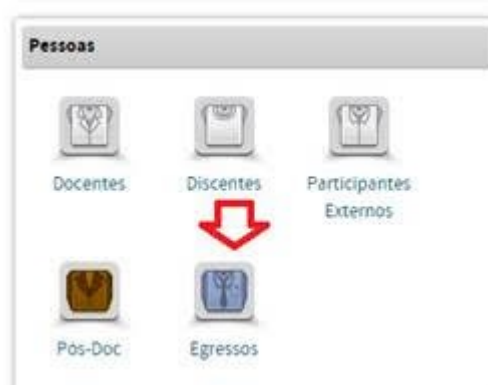 Pessoas
Docentes
Discentes
Participantes
Externos
Pós-Doc
Egressos